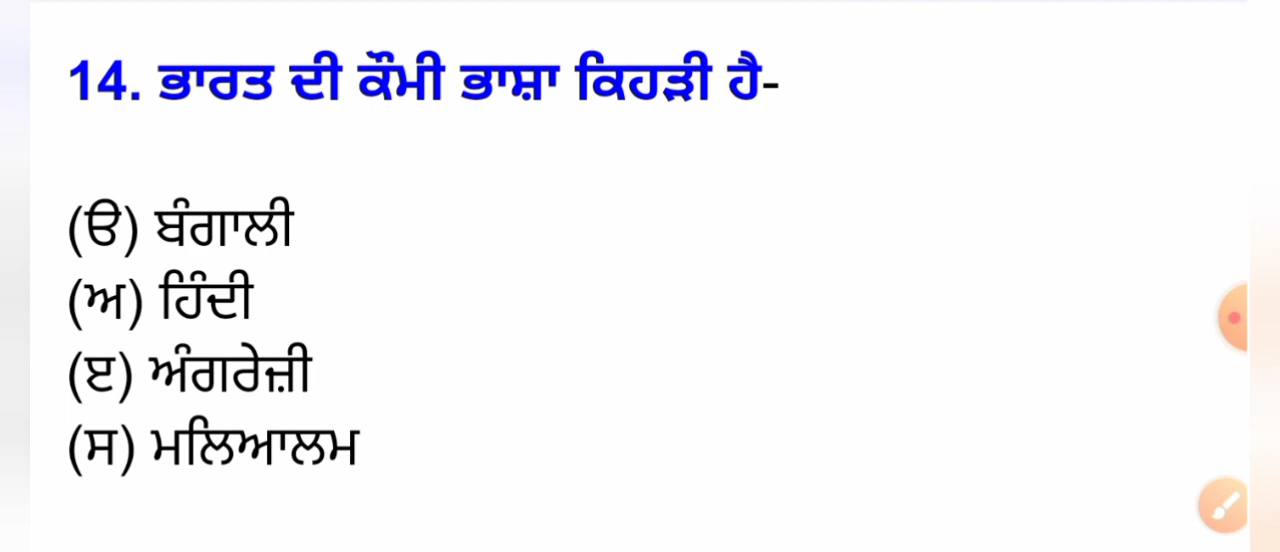 14. ਭਾਰਤ ਦੀ ਕੌਮੀ ਭਾਸ਼ਾ ਕਿਹੜੀ ਹੈ-
(ੳ) ਬੰਗਾਲੀ
(ਅ) ਹਿੰਦੀ
(ੲ) ਅੰਗਰੇਜ਼ੀ
(ਸ) ਮਲਿਆਲਮ